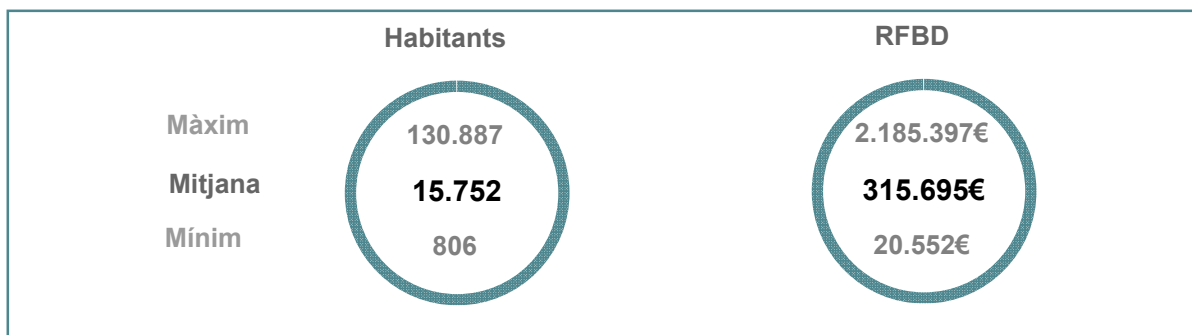 Habitants RFBD
Màxim 130.887 2.185.397€
Mitjana 15.752 315.695€
Mínim 806 20.552€